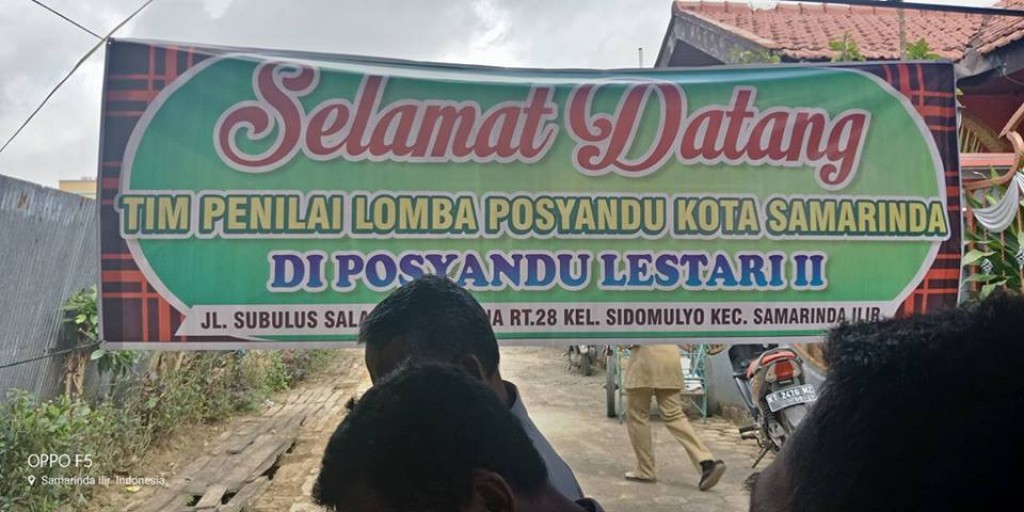 Selamat Datang
TIM PENILAI LOMBA POSYANDU KOTA SAMARINDA
DI POSYANDU LESTARI II
JL. SUBULUS SALA RT.28 KEL. SIDOMULYO KEC. SAMARINDA ILIR
OPPO F5
Samarinda Ilir, Indonesia